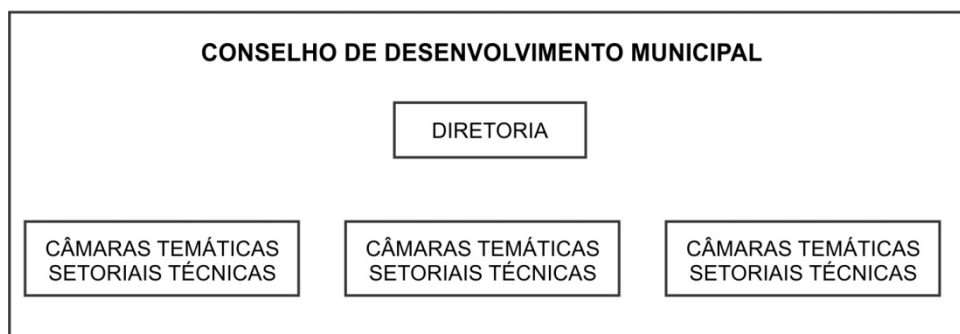 CONSELHO DE DESENVOLVIMENTO MUNICIPAL
DIRETORIA
CÂMARAS TEMÁTICAS
SETORIAIS TÉCNICAS
CÂMARAS TEMÁTICAS
SETORIAIS TÉCNICAS
CÂMARAS TEMÁTICAS
SETORIAIS TÉCNICAS